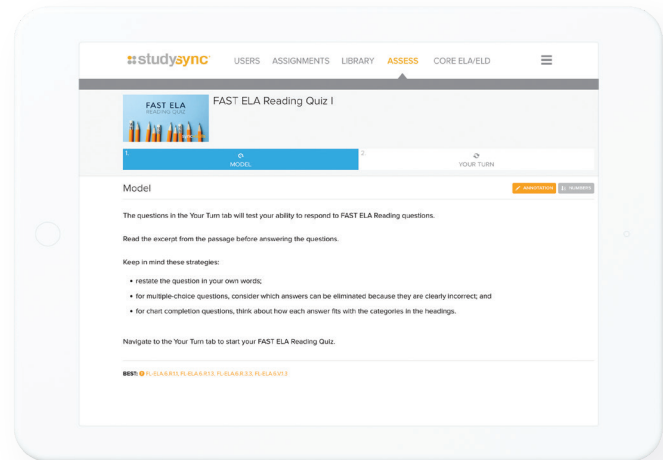 studysync
USERS ASSIGNMENTS LIBRARY ASSESS CORE ELA/ELD
FAST ELA
READING QUIZ
FAST ELA Reading Quiz I
1.
MODEL
2.
YOUR TURN
Model
ANNOTATION
NUMBERS
The questions in the Your Turn tab will test your ability to respond to FAST ELA Reading questions.
Read the excerpt from the passage before answering the questions.
Keep in mind these strategies:
• restate the question in your own words;
• for multiple-choice questions, consider which answers can be eliminated because they are clearly incorrect; and
• for chart completion questions, think about how each answer fits with the categories in the headings.
Navigate to the Your Turn tab to start your FAST ELA Reading Quiz.
BEST: